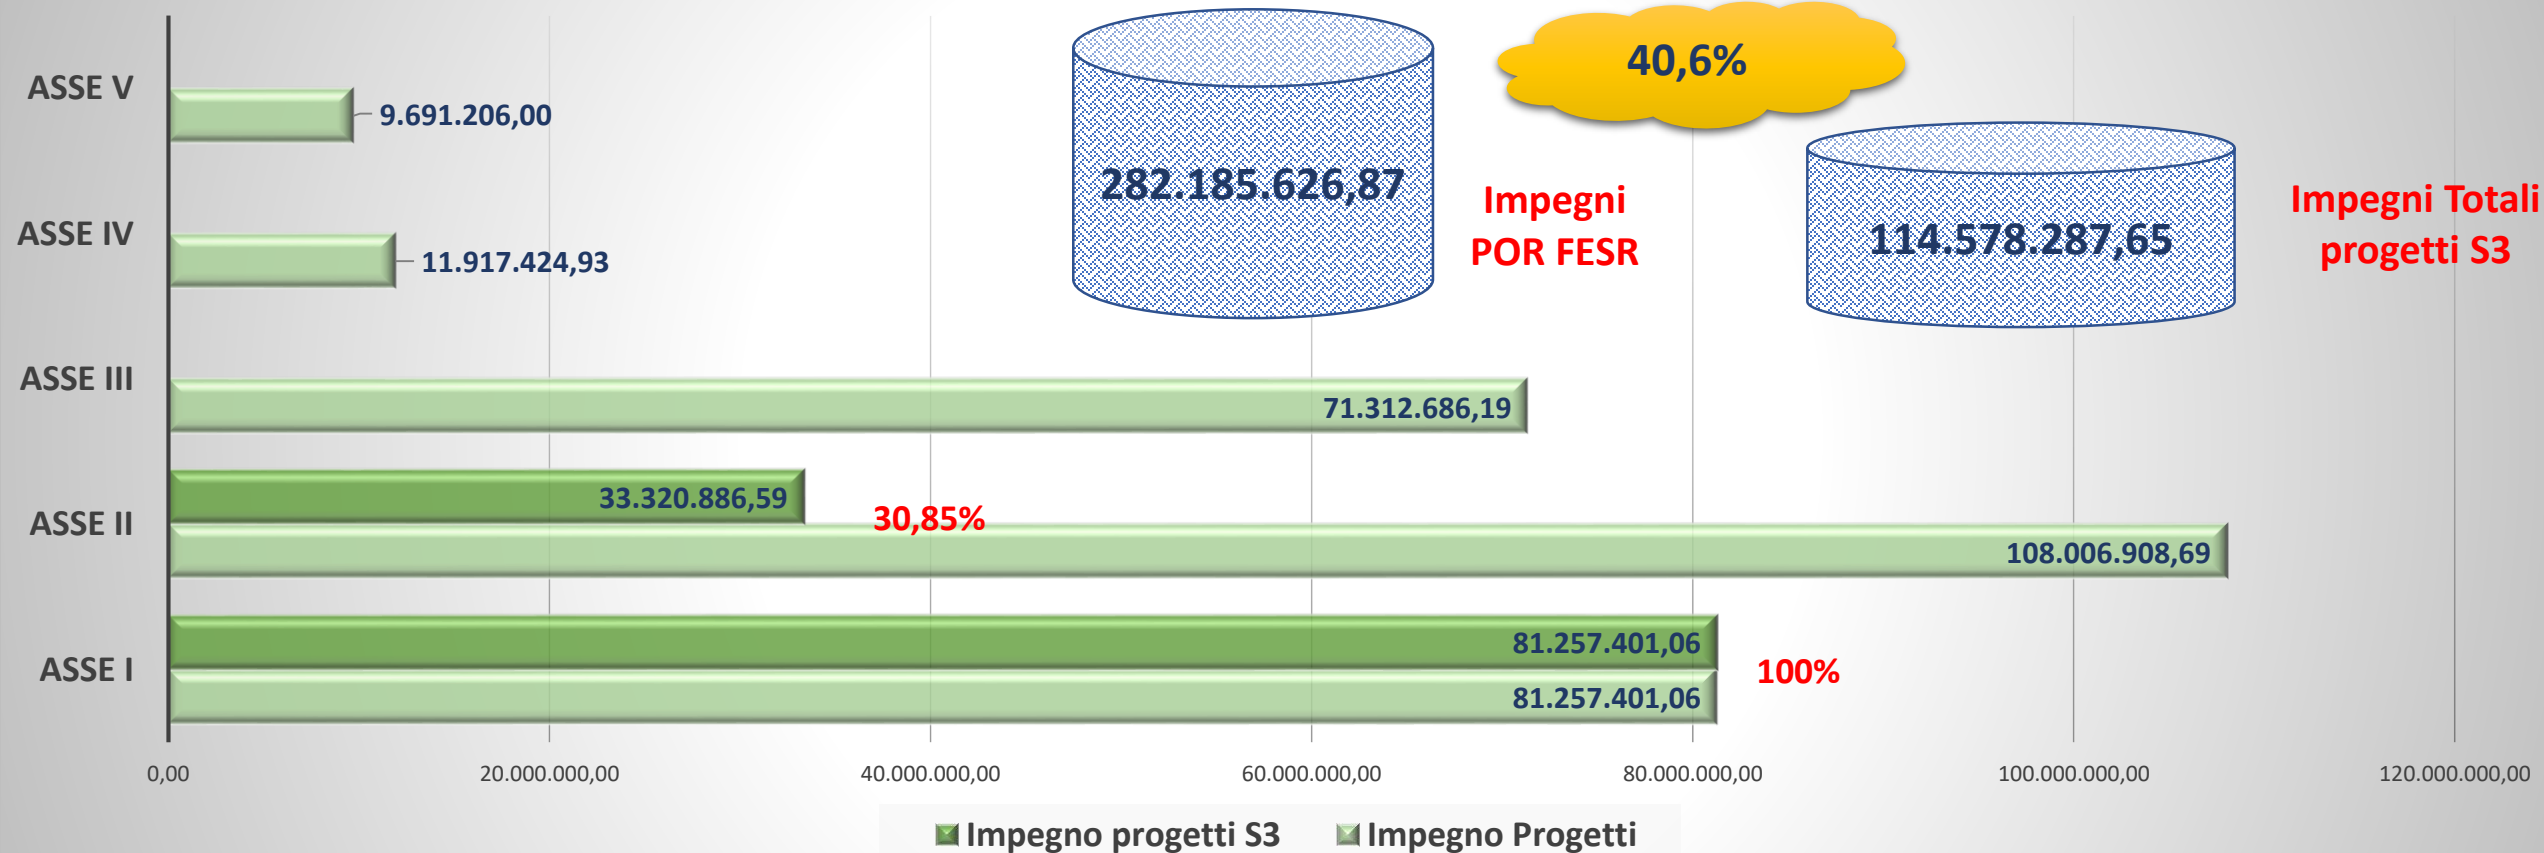 40,6%
ASSE V
9.691.206,00
282.185.626,87
Impegni
POR FESR
114.578.287,65
Impegni Totali
progetti S3
ASSE IV
11.917.424,93
ASSE III
71.312.686,19
ASSE II
33.320.886,59
30,85%
108.006.908,69
ASSE I
81.257.401,06
100%
81.257.401,06
0,00 20.000.000,00 40.000.000,00 60.000.000,00 80.000.000,00 100.000.000,00 120.000.000,00
Impegno progetti S3 Impegno Progetti